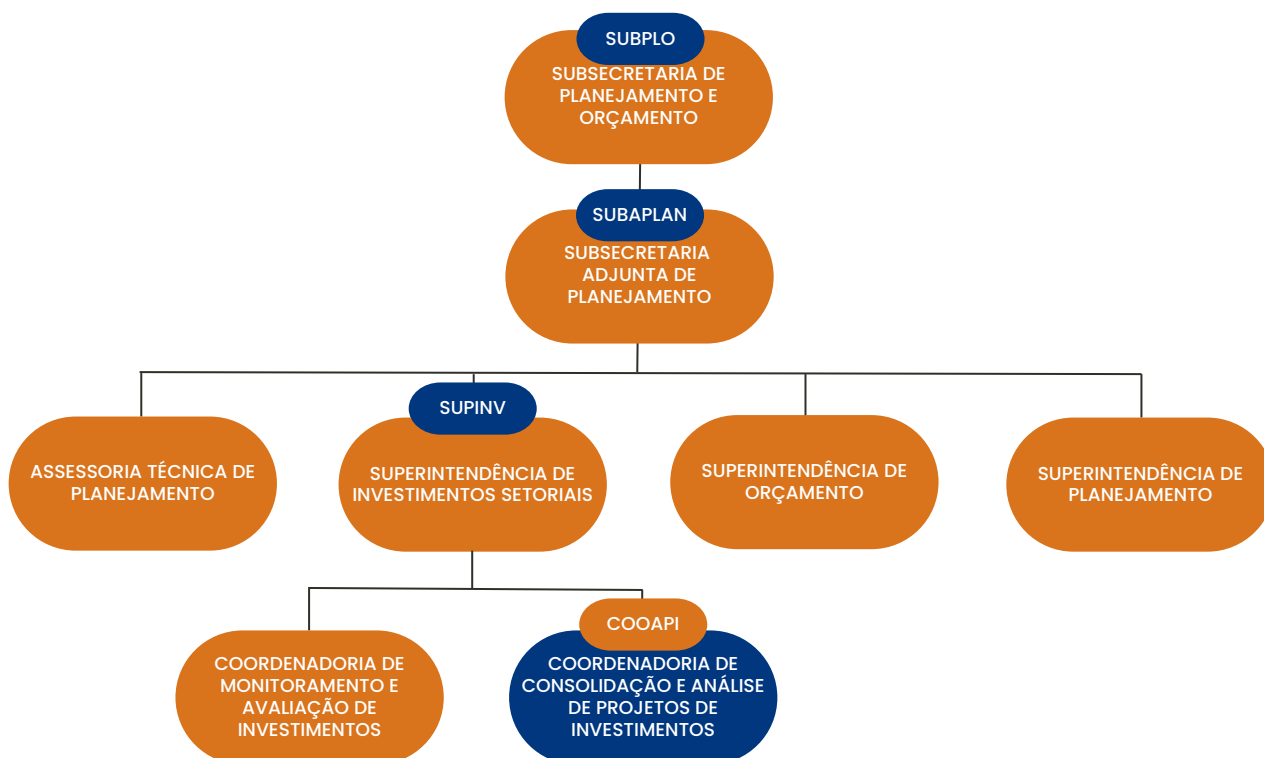 SUBPLO
SUBSECRETARIA DE
PLANEJAMENTO E
ORÇAMENTO
SUBAPLAN
SUBSECRETARIA
ADJUNTA DE
PLANEJAMENTO
ASSESSORIA TÉCNICA DE
PLANEJAMENTO
SUPINV
SUPERINTENDÊNCIA DE
INVESTIMENTOS SETORIAIS
SUPERINTENDÊNCIA DE
ORÇAMENTO
SUPERINTENDÊNCIA DE
PLANEJAMENTO
COORDENADORIA DE
MONITORAMENTO E
AVALIAÇÃO DE
INVESTIMENTOS
COOAPI
COORDENADORIA DE
CONSOLIDAÇÃO E ANÁLISE
DE PROJETOS DE
INVESTIMENTOS